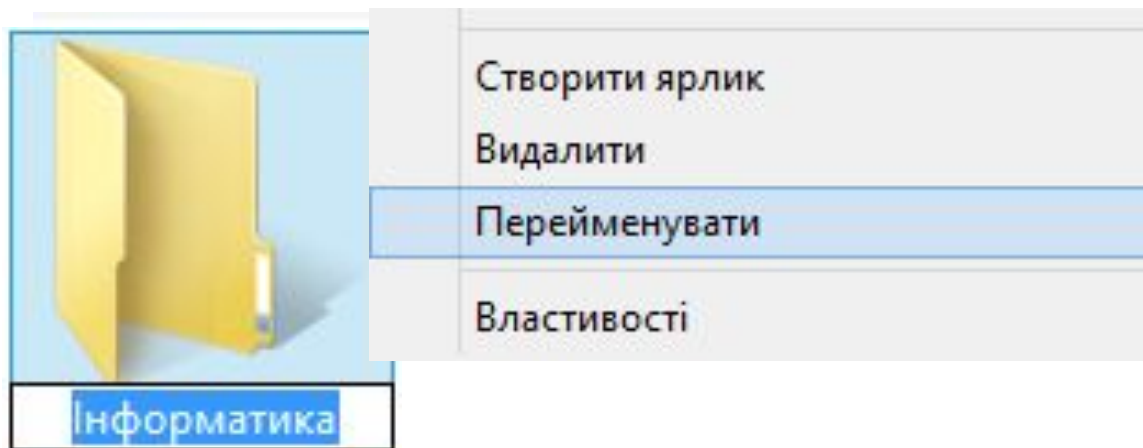 Створити ярлик
Видалити
Перейменувати
Властивості
Інформатика